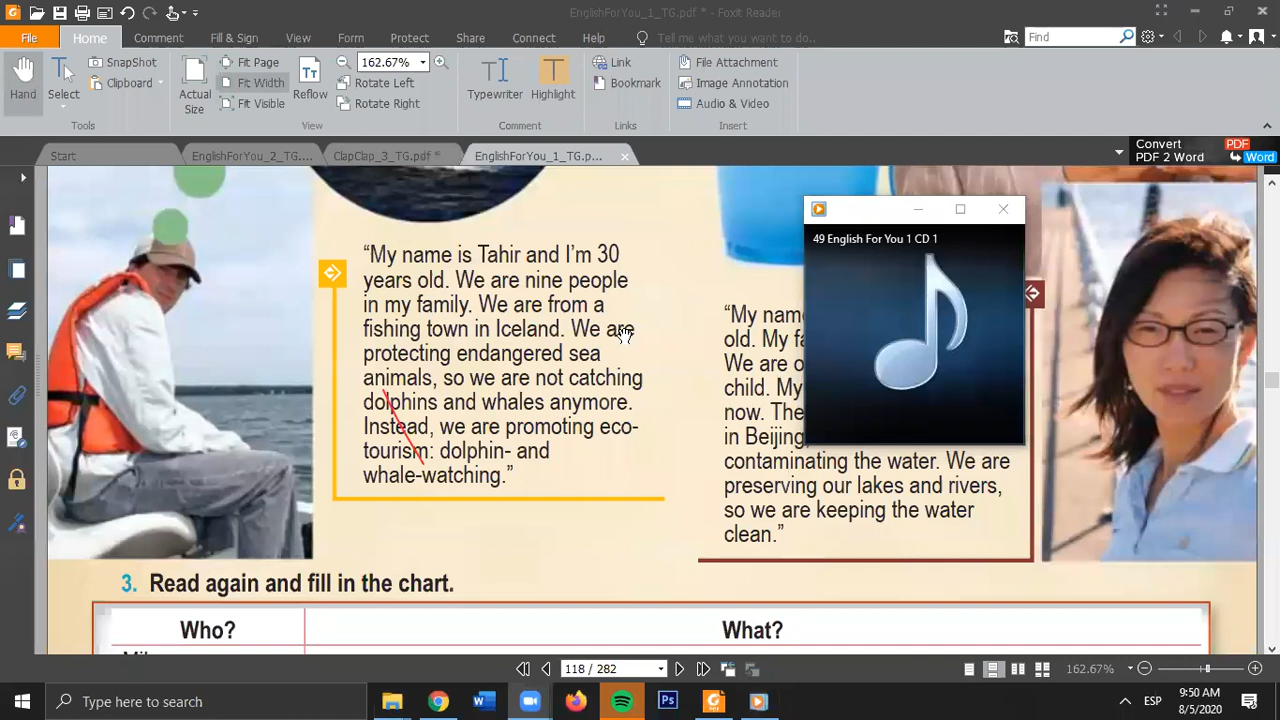 EnglishForYou_1_TG.pdf * - Foxit Reader
File
Home
Comment
Fill & Sign
View
Form
Protect
Share
Connect
Help
Tell me what you want to do..
Find
Hand
Select
SnapShot
Clipboard
Tools
Actual
Size
Fit Page
Fit Width
Fit Visible
Reflow
162.67%
Rotate Left
Rotate Right
View
Typewriter
Highlight
Comment
Link
Bookmark
Links
File Attachment
Image Annotation
Audio & Video
Insert
Start
EnglishForYou_2_TG....
ClapClap_3_TG.pdf *
EnglishForYou_1_TG.p...
Convert
PDF 2 Word
PDF
Word
“My name is Tahir and I’m 30
years old. We are nine people
in my family. We are from a
fishing town in Iceland. We are
protecting endangered sea
animals, so we are not catching
dolphins and whales anymore.
Instead, we are promoting eco-
tourism: dolphin- and
whale-watching.”
49 English For You 1 CD 1
“My name
old. My
We are
child. My
now. The
in Beijing,
contaminating the water. We are
preserving our lakes and rivers,
so we are keeping the water
clean.”
3. Read again and fill in the chart.
Who?
What?
118 / 282
162.67%
Type here to search
W
Ps
ESP
9:50 AM
8/5/2020